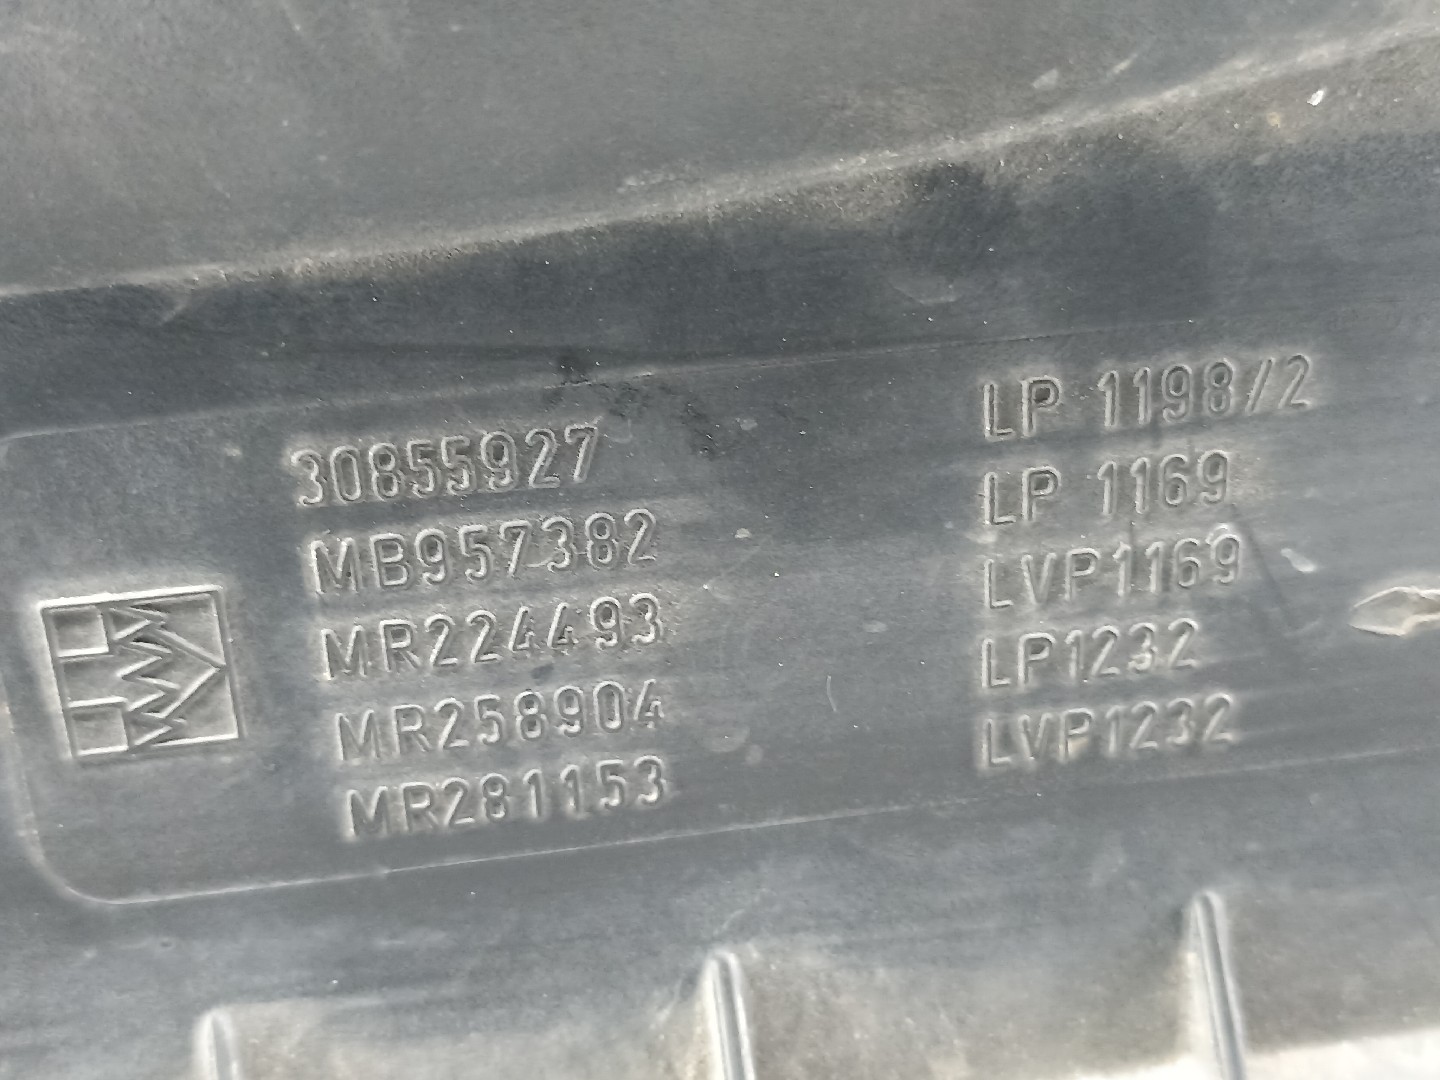 30855927
MB957382
MR224493
MR258904
MR281153
LP 1198/2
LP 1169
LVP1169
LP1232
LVP1232